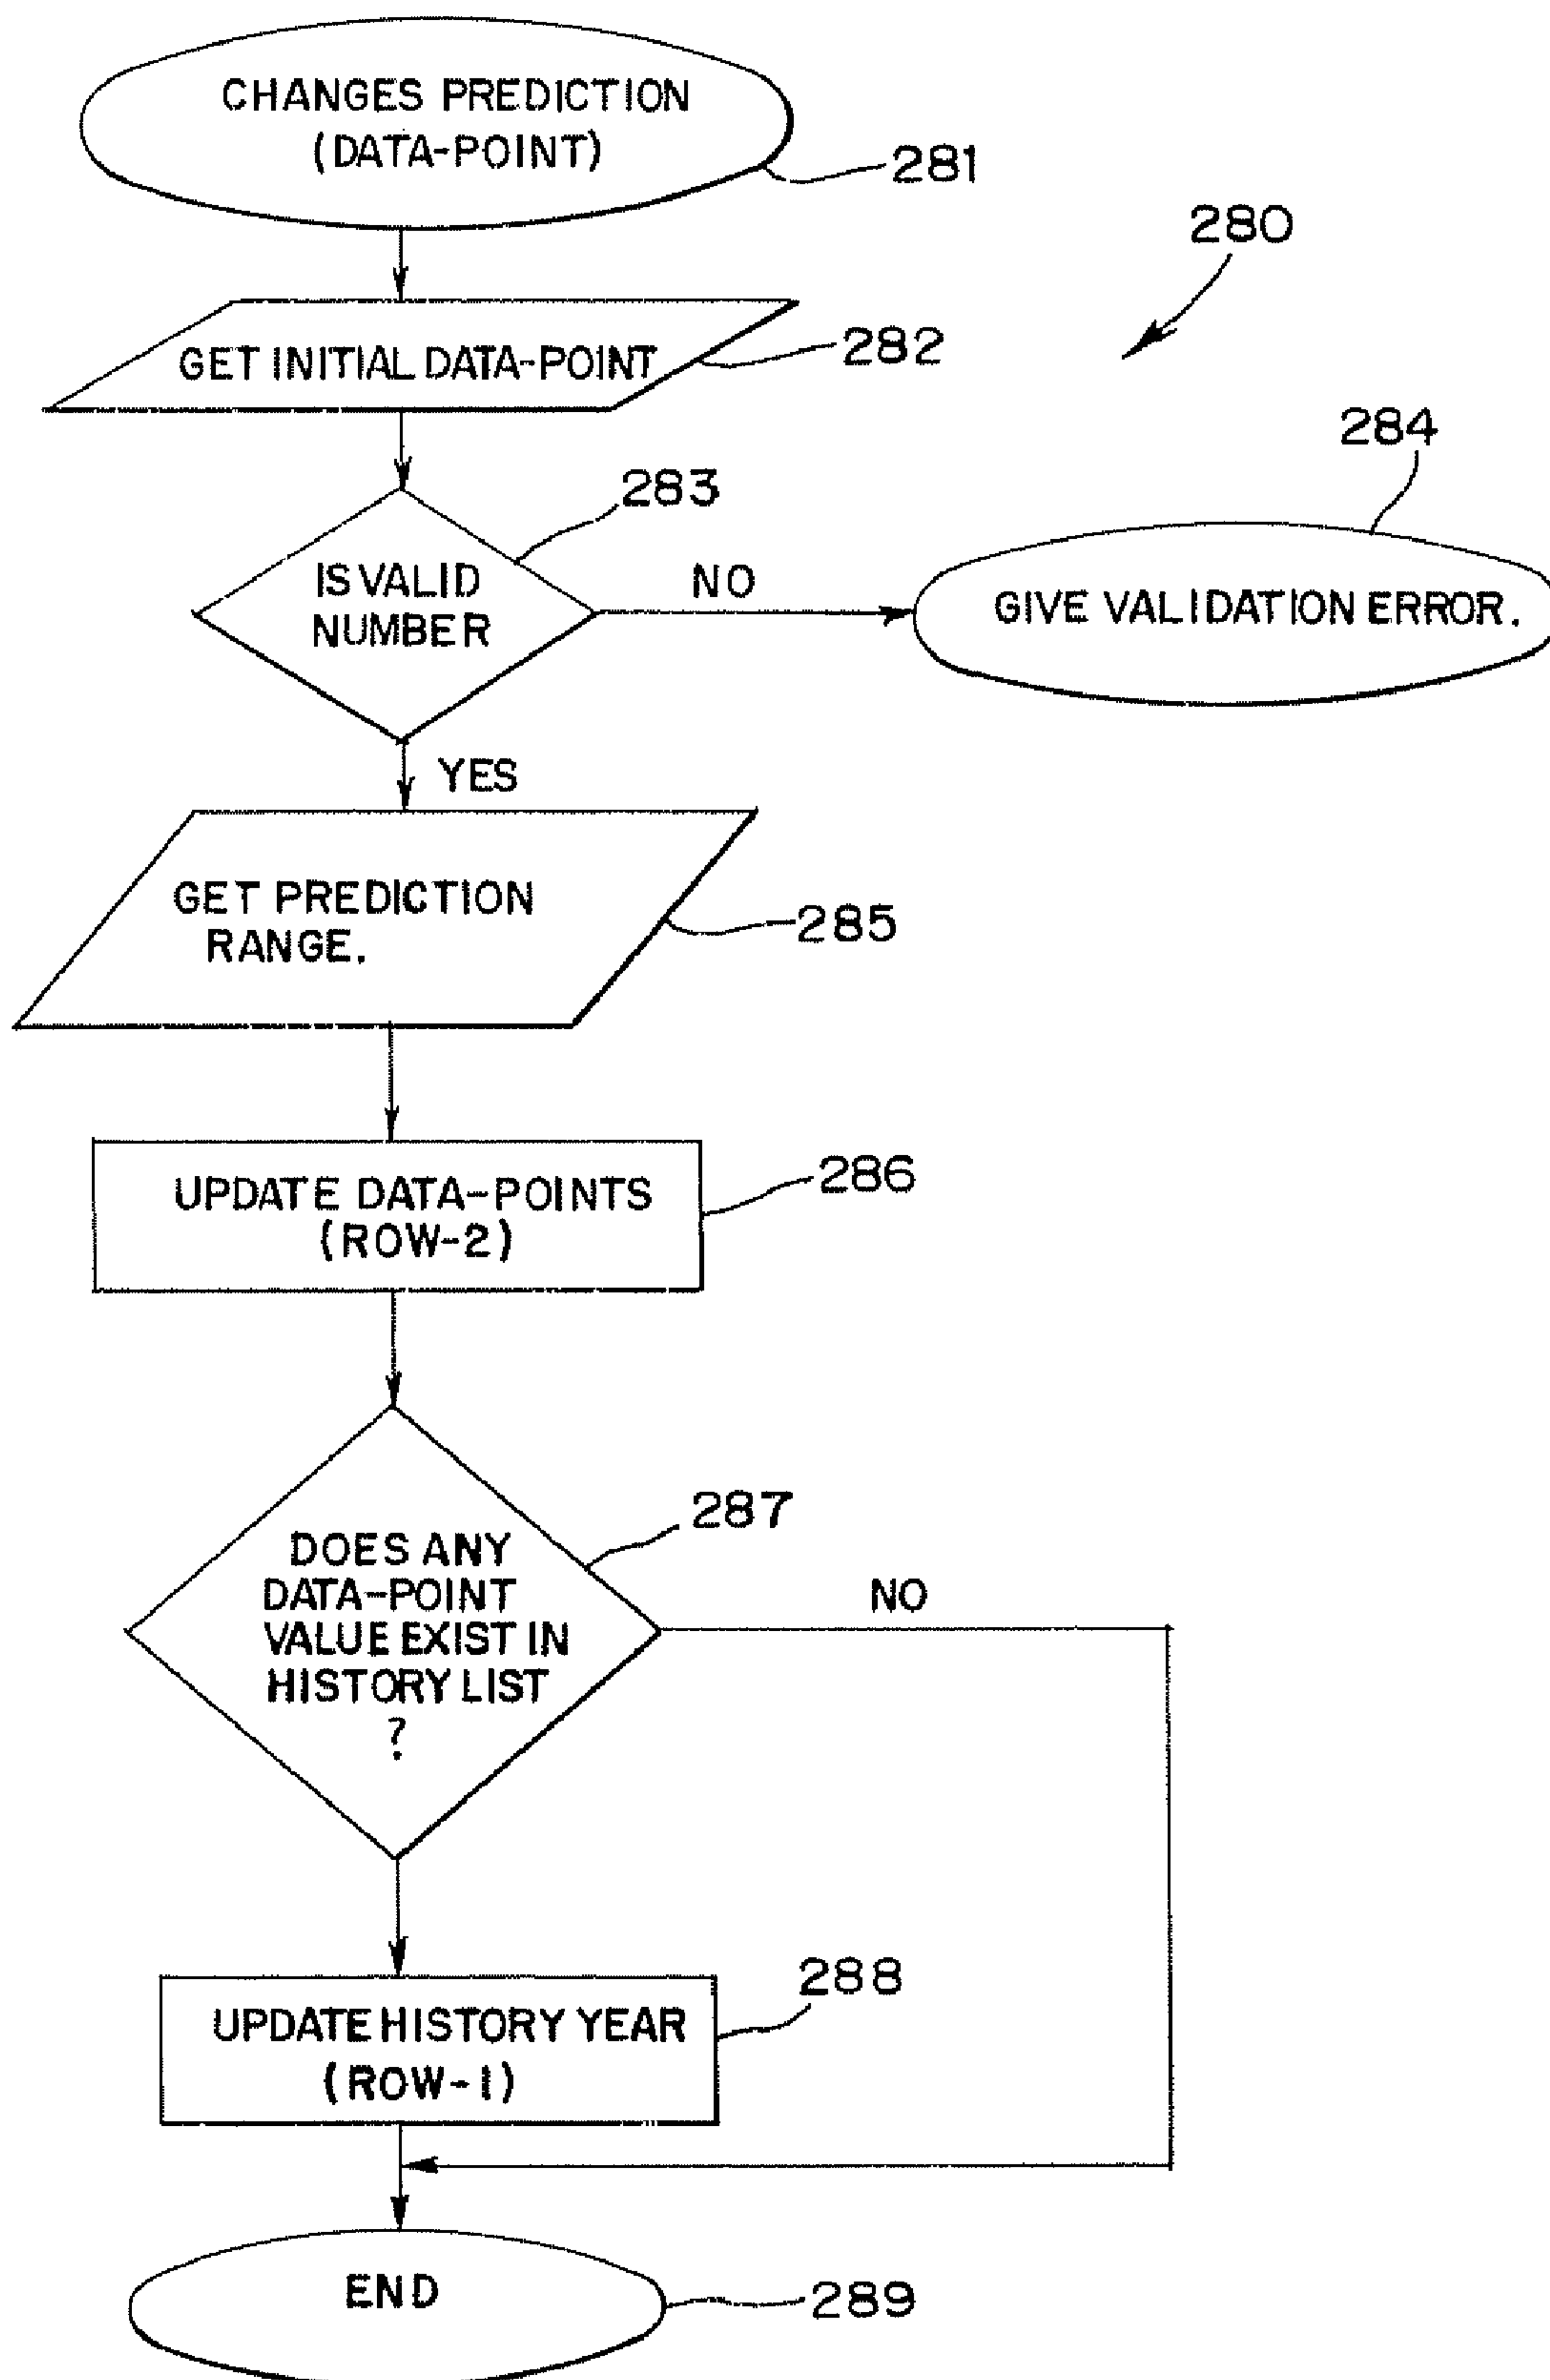 CHANGES PREDICTION
(DATA-POINT)
281
280
GET INITIAL DATA-POINT
282
283
284
IS VALID
NUMBER
NO
GIVE VALIDATION ERROR.
YES
GET PREDICTION
RANGE.
285
UPDATE DATA-POINTS
(ROW-2)
286
287
DOES ANY
DATA-POINT
VALUE EXIST IN
HISTORY LIST
?
NO
288
UPDATE HISTORY YEAR
(ROW-1)
END
289